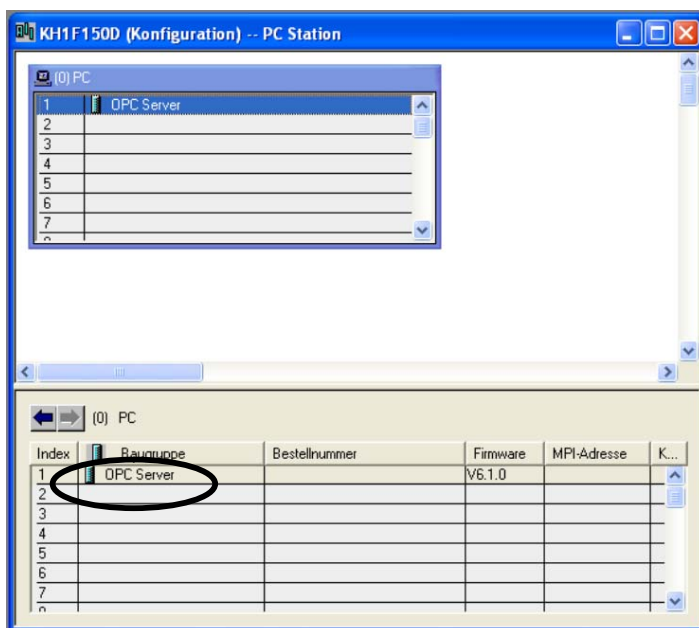 KH1F150D (Konfiguration) -- PC Station
(0) PC
1 OPC Server
2
3
4
5
6
7
(0) PC
Index Baugruppe Bestellnummer Firmware MPI-Adresse K...
1 OPC Server V6.1.0
2
3
4
5
6
7